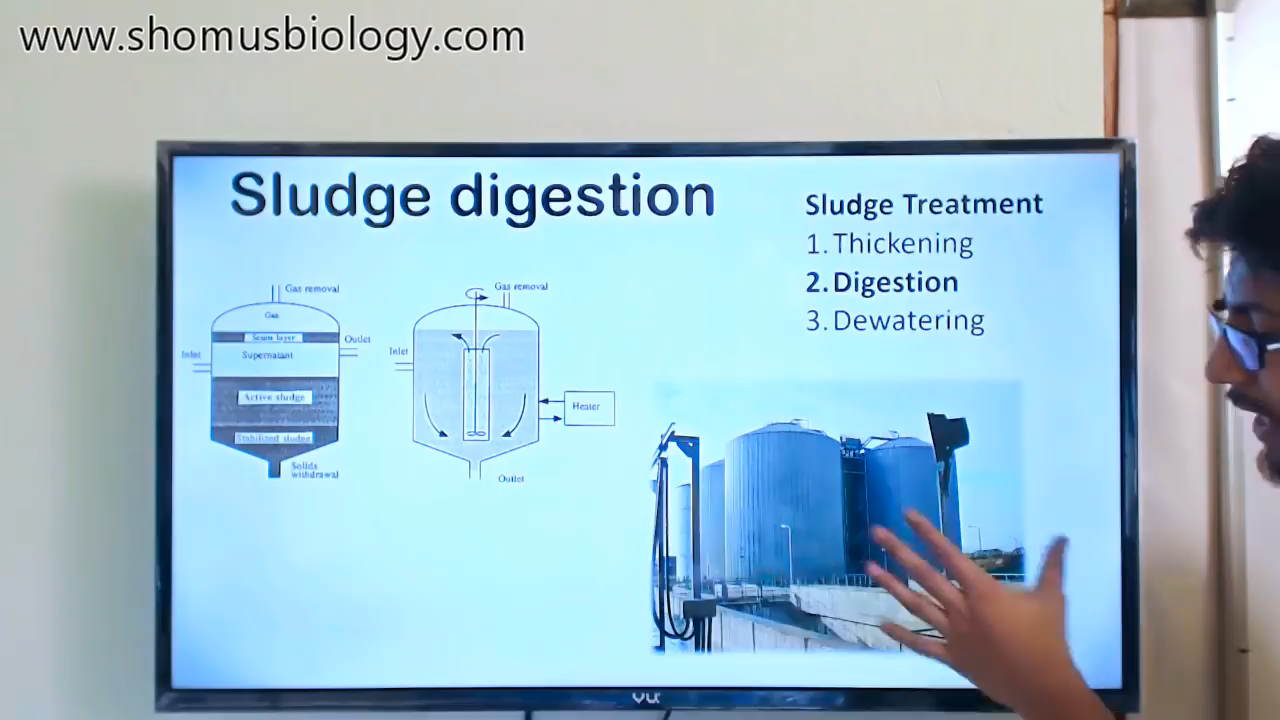 www.shomusbiology.com
Sludge digestion
Sludge Treatment
1. Thickening
2. Digestion
3. Dewatering
Gas removal
Gas
Scum layer
Inlet
Outlet
Supernatant
Active sludge
Stabilized sludge
Solids
withdrawal
Gas removal
Inlet
Heater
Outlet
VU